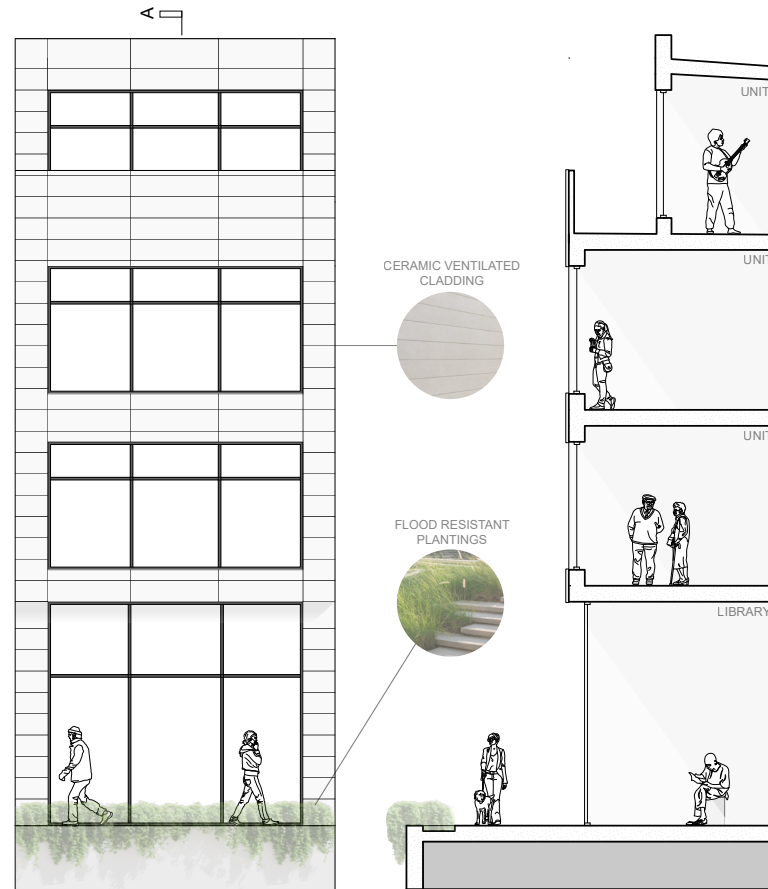 A
UNIT
CERAMIC VENTILATED
CLADDING
UNIT
UNIT
FLOOD RESISTANT
PLANTINGS
LIBRARY